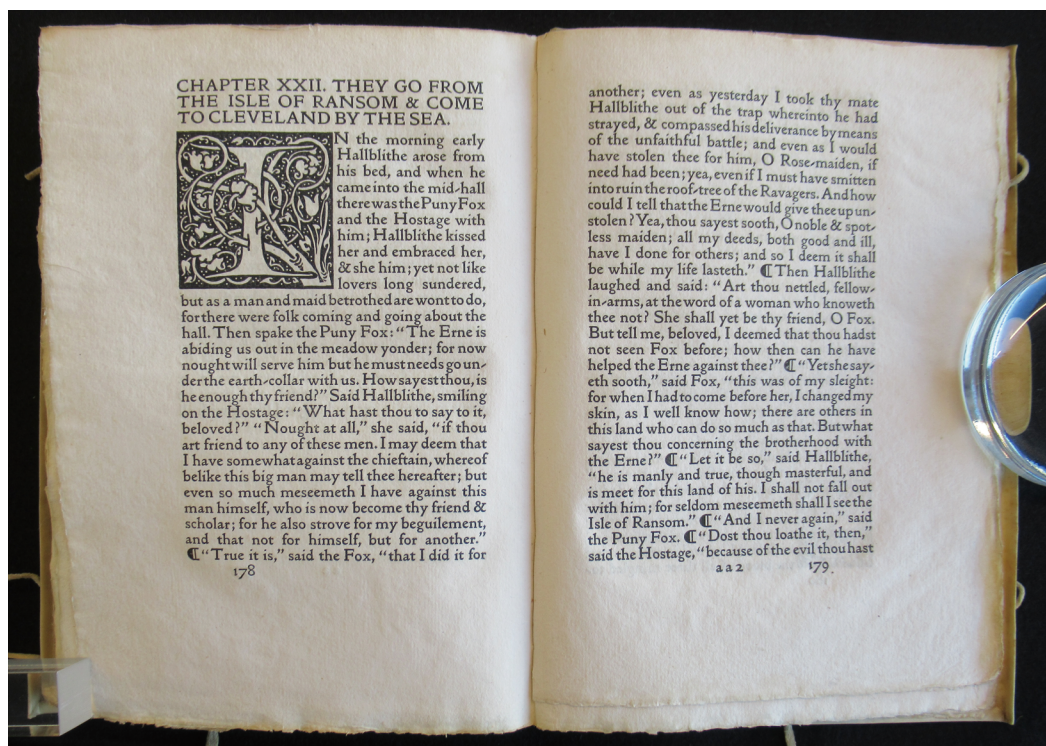 CHAPTER XXII. THEY GO FROM
THE ISLE OF RANSOM & COME
TO CLEVELAND BY THE SEA.
IN the morning early
Hallblithe arose from
his bed, and when he
came into the mid-hall
there was the Puny Fox
and the Hostage with
him; Hallblithe kissed
her and embraced her,
& she him; yet not like
lovers long sundered,
but as a man and maid betrothed are wont to do,
for there were folk coming and going about the
hall. Then spake the Puny Fox: "The Erne is
abiding us out in the meadow yonder; for now
nought will serve him but he must needs go un-
der the earth-collar with us. How sayest thou, is
he enough thy friend?" Said Hallblithe, smiling
on the Hostage: "What hast thou to say to it,
beloved?" "Nought at all," she said, "if thou
art friend to any of these men. I may deem that
I have somewhat against the chieftain, whereof
belike this big man may tell thee hereafter; but
even so much meseemeth I have against this
man himself, who is now become thy friend &
scholar; for he also strove for my beguilement,
and that not for himself, but for another."
¶ "True it is," said the Fox, "that I did it for
178
another; even as yesterday I took thy mate
Hallblithe out of the trap whereinto he had
strayed, & compassed his deliverance by means
of the unfaithful battle; and even as I would
have stolen thee for him, O Rose-maiden, if
need had been; yea, even if I must have smitten
into ruin the roof-tree of the Ravagers. And how
could I tell that the Erne would give thee up un-
stolen? Yea, thou sayest sooth, O noble & spot-
less maiden; all my deeds, both good and ill,
have I done for others; and so I deem it shall
be while my life lasteth." ¶ Then Hallblithe
laughed and said: "Art thou nettled, fellow-
in-arms, at the word of a woman who knoweth
thee not? She shall yet be thy friend, O Fox.
But tell me, beloved, I deemed that thou hadst
not seen Fox before; how then can he have
helped the Erne against thee?" ¶ "Yet she say-
eth sooth," said Fox, "this was of my sleight:
for when I had to come before her, I changed my
skin, as I well know how; there are others in
this land who can do so much as that. But what
sayest thou concerning the brotherhood with
the Erne?" ¶ "Let it be so," said Hallblithe,
"he is manly and true, though masterful, and
is meet for this land of his. I shall not fall out
with him; for seldom meseemeth shall I see the
Isle of Ransom." ¶ "And I never again," said
the Puny Fox. ¶ "Dost thou loathe it, then,"
said the Hostage, "because of the evil thou hast
aa2 179